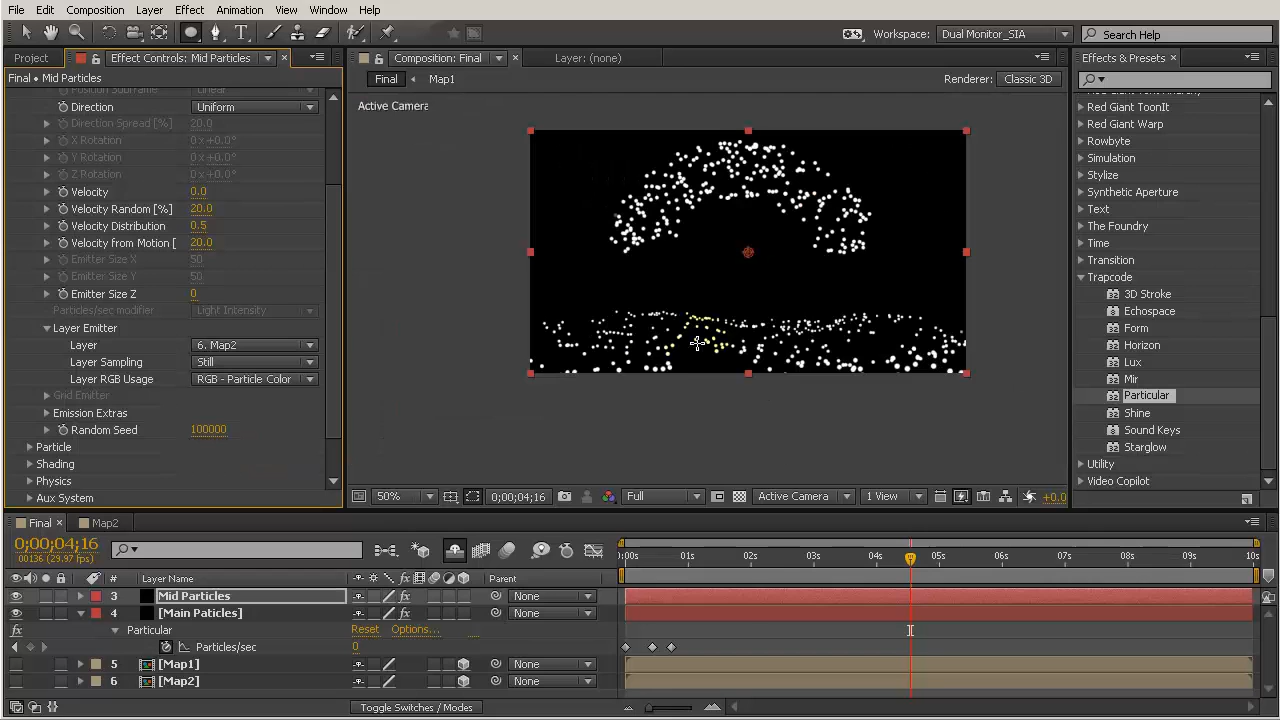 File Edit Composition Layer Effect Animation View Window Help
Workspace: Dual Monitor_SIA Search Help
Project Effect Controls: Mid Particles Composition: Final Layer: (none) Effects & Presets
Final • Mid Particles Final Map1 Renderer: Classic 3D
Active Camera
Position Subframe Linear
Direction Uniform
Direction Spread [%] 20.0
X Rotation 0x+0.0°
Y Rotation 0x+0.0°
Z Rotation 0x+0.0°
Velocity 0.0
Velocity Random [%] 20.0
Velocity Distribution 0.5
Velocity from Motion [ 20.0
Emitter Size X 50
Emitter Size Y 50
Emitter Size Z 0
Particles/sec modifier Light Intensity
Layer Emitter
Layer 6. Map2
Layer Sampling Still
Layer RGB Usage RGB - Particle Color
Grid Emitter
Emission Extras
Random Seed 100000
Particle
Shading
Physics
Aux System
Red Giant ToonIt
Red Giant Warp
Rowbyte
Simulation
Stylize
Synthetic Aperture
Text
The Foundry
Time
Transition
Trapcode
3D Stroke
Echospace
Form
Horizon
Lux
Mir
Particular
Shine
Sound Keys
Starglow
Utility
Video Copilot
50% 0;00;04;16 Full Active Camera 1 View +0.0
Final Map2
0;00;04;16
00136 (29.97 fps)
:00s 01s 02s 03s 04s 05s 06s 07s 08s 09s 10s
# Layer Name Parent
3 Mid Particles None
4 [Main Paticles] None
Particular Reset Options...
Particles/sec 0
5 [Map1] None
6 [Map2] None
Toggle Switches / Modes